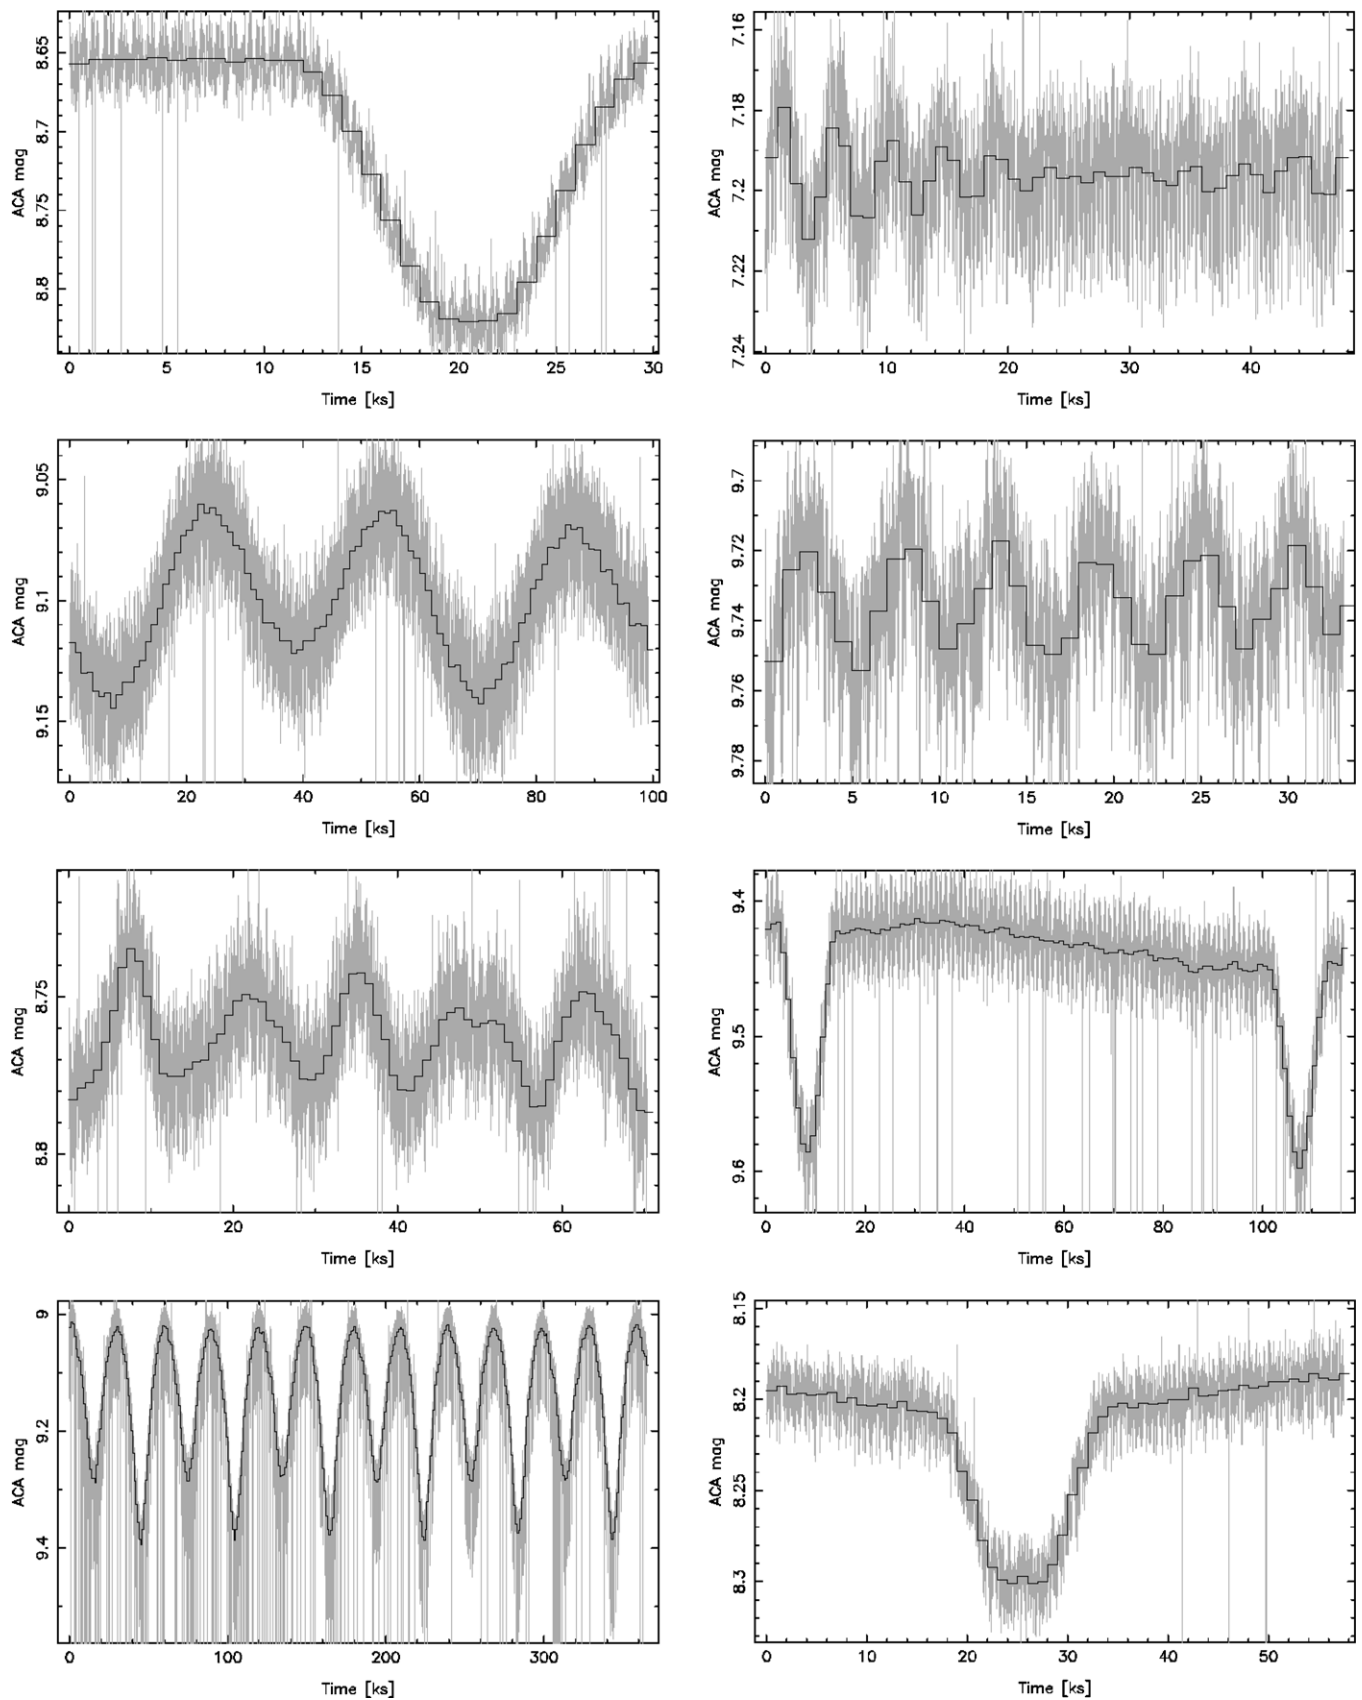 8.65
8.7
8.75
8.8
ACA mag
0 5 10 15 20 25 30
Time [ks]
7.16
7.18
7.2
7.22
7.24
ACA mag
0 10 20 30 40
Time [ks]
9.05
9.1
9.15
ACA mag
0 20 40 60 80 100
Time [ks]
9.7
9.72
9.74
9.76
9.78
ACA mag
0 5 10 15 20 25 30
Time [ks]
8.75
8.8
ACA mag
0 20 40 60
Time [ks]
9.4
9.5
9.6
ACA mag
0 20 40 60 80 100
Time [ks]
9
9.2
9.4
ACA mag
0 100 200 300
Time [ks]
8.15
8.2
8.25
8.3
ACA mag
0 10 20 30 40 50
Time [ks]